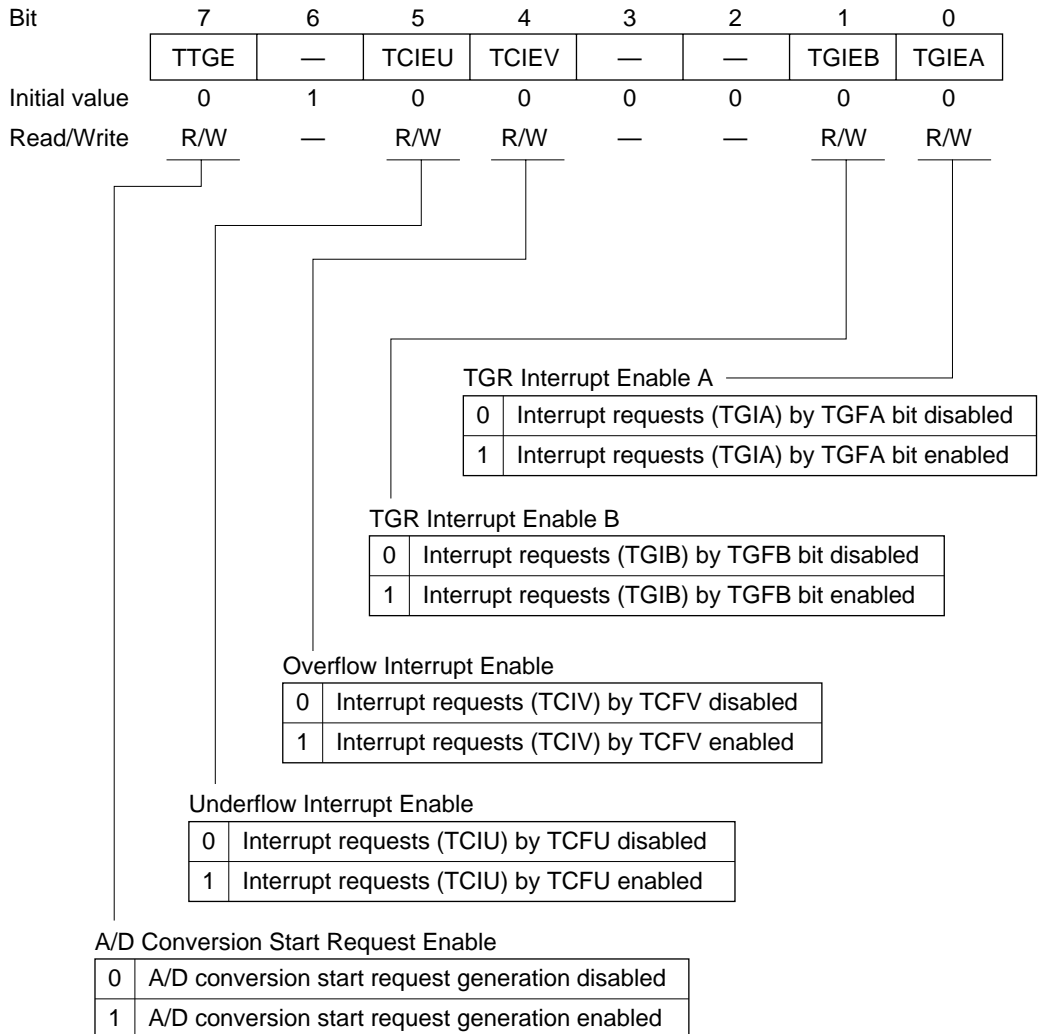 Bit 7 6 5 4 3 2 1 0
TTGE — TCIEU TCIEV — — TGIEB TGIEA
Initial value 0 1 0 0 0 0 0 0
Read/Write R/W — R/W R/W — — R/W R/W
TGR Interrupt Enable A
0 Interrupt requests (TGIA) by TGFA bit disabled
1 Interrupt requests (TGIA) by TGFA bit enabled
TGR Interrupt Enable B
0 Interrupt requests (TGIB) by TGFB bit disabled
1 Interrupt requests (TGIB) by TGFB bit enabled
Overflow Interrupt Enable
0 Interrupt requests (TCIV) by TCFV disabled
1 Interrupt requests (TCIV) by TCFV enabled
Underflow Interrupt Enable
0 Interrupt requests (TCIU) by TCFU disabled
1 Interrupt requests (TCIU) by TCFU enabled
A/D Conversion Start Request Enable
0 A/D conversion start request generation disabled
1 A/D conversion start request generation enabled